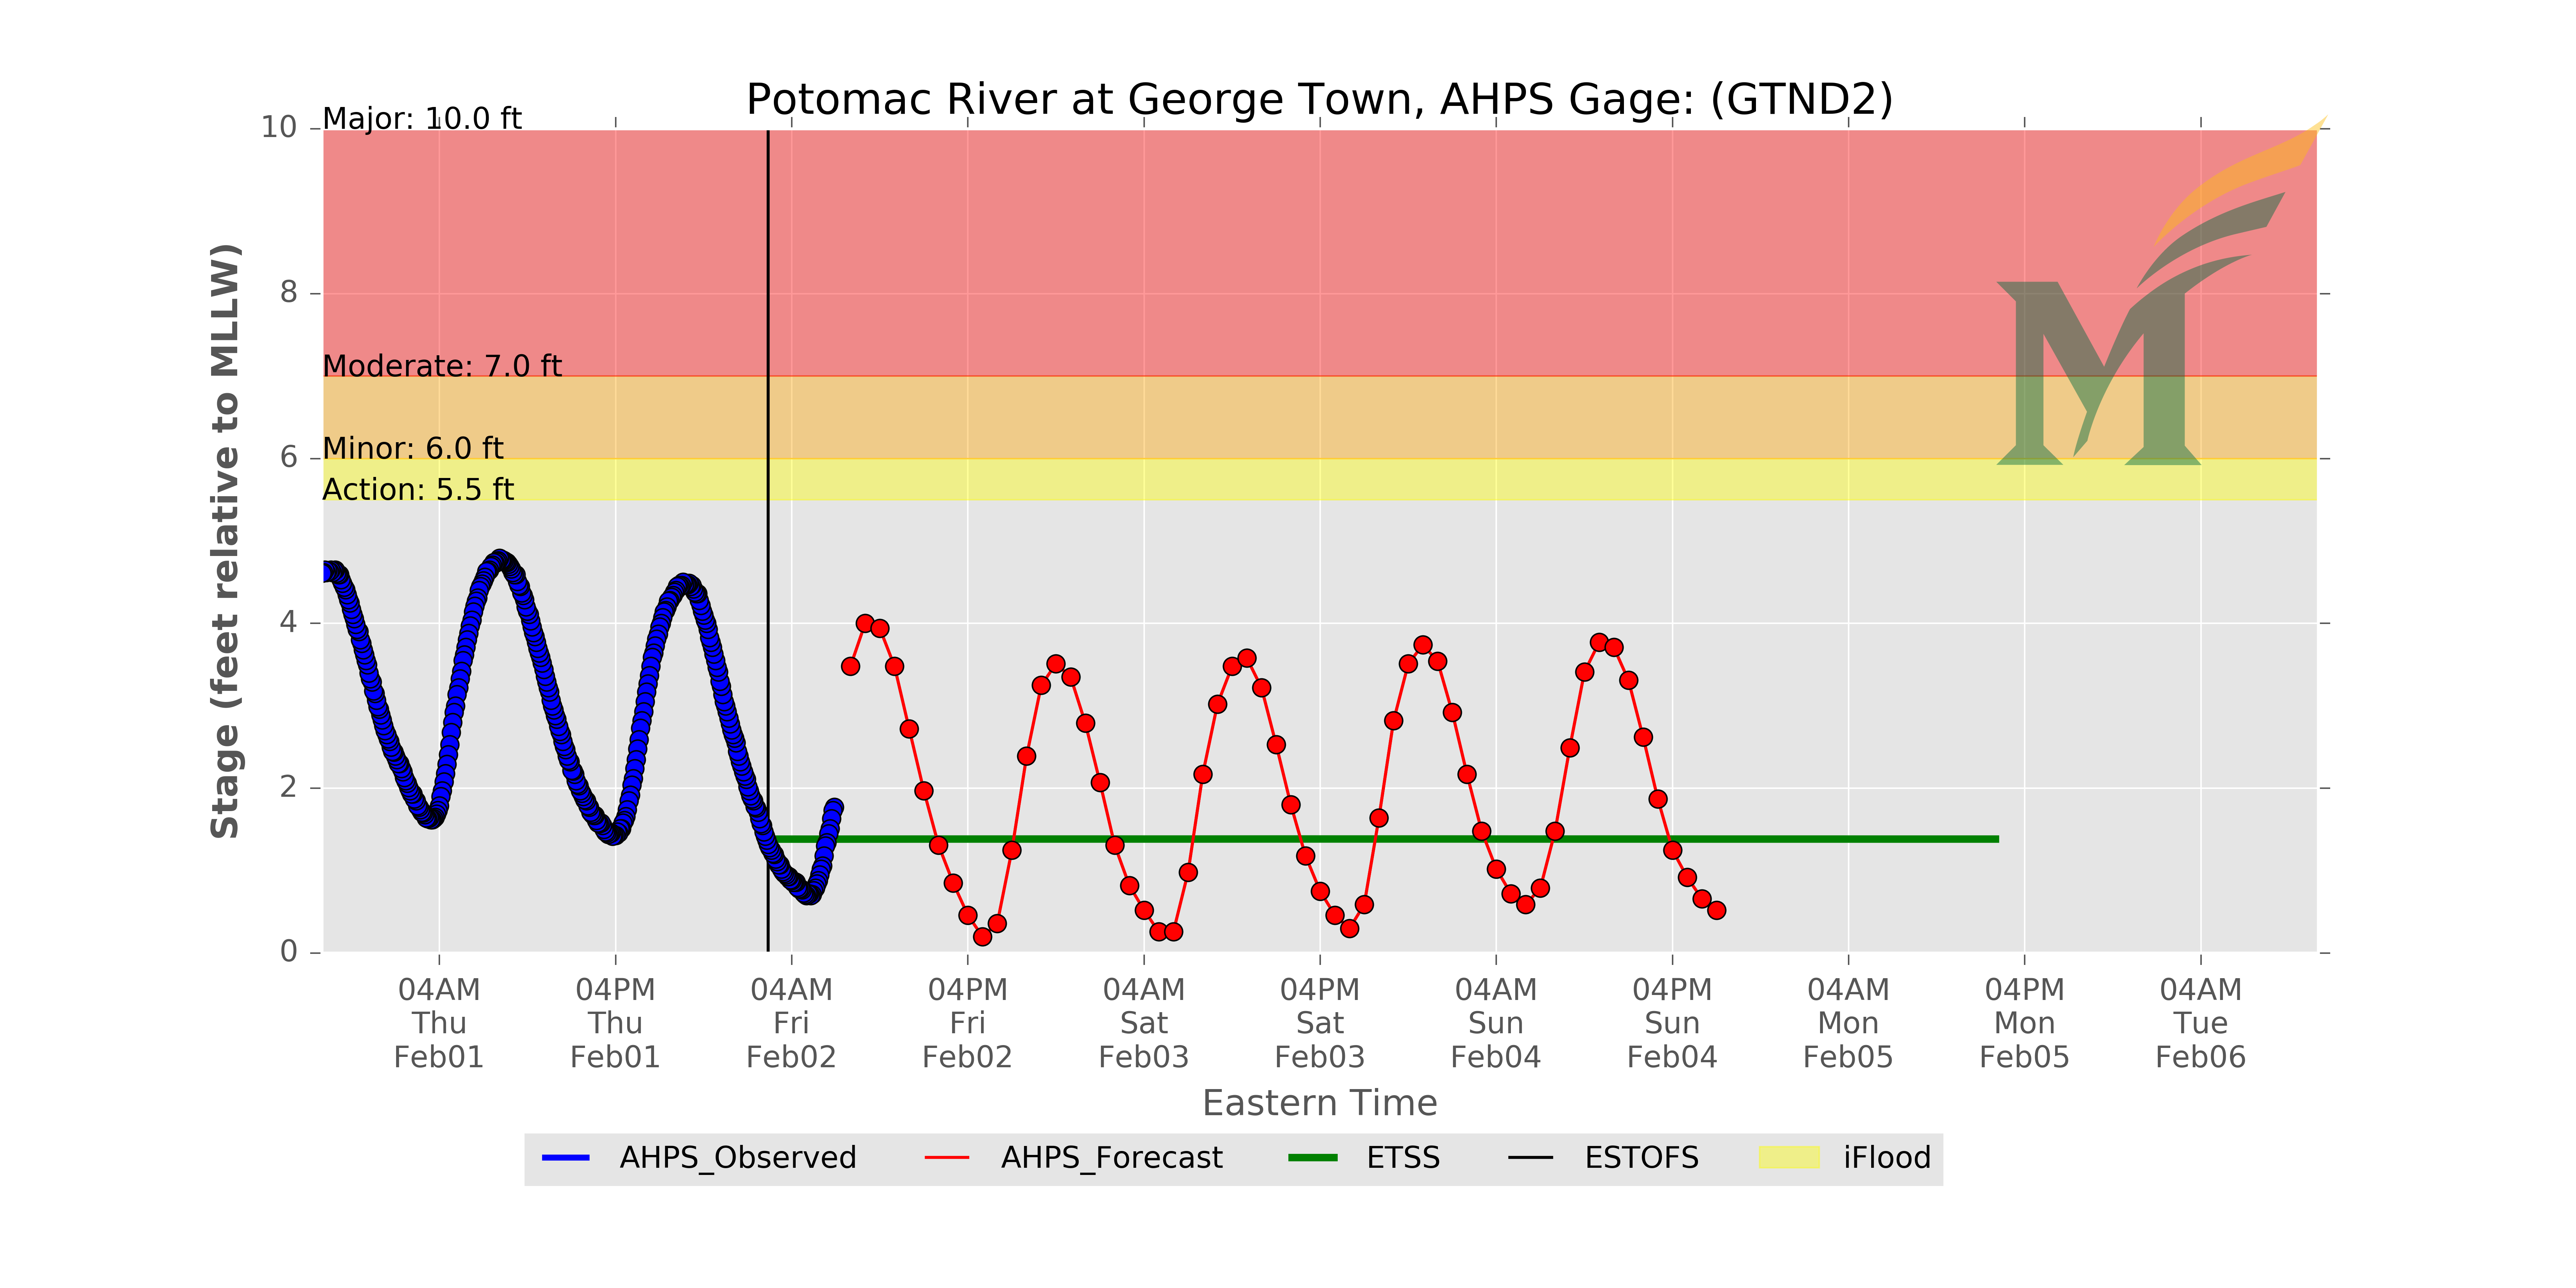 Potomac River at George Town, AHPS Gage: (GTND2)
Major: 10.0 ft
Moderate: 7.0 ft
Minor: 6.0 ft
Action: 5.5 ft
Stage (feet relative to MLLW)
10
8
6
4
2
0
04AM
Thu
Feb01
04PM
Thu
Feb01
04AM
Fri
Feb02
04PM
Fri
Feb02
04AM
Sat
Feb03
04PM
Sat
Feb03
04AM
Sun
Feb04
04PM
Sun
Feb04
04AM
Mon
Feb05
04PM
Mon
Feb05
04AM
Tue
Feb06
Eastern Time
AHPS_Observed
AHPS_Forecast
ETSS
ESTOFS
iFlood
M